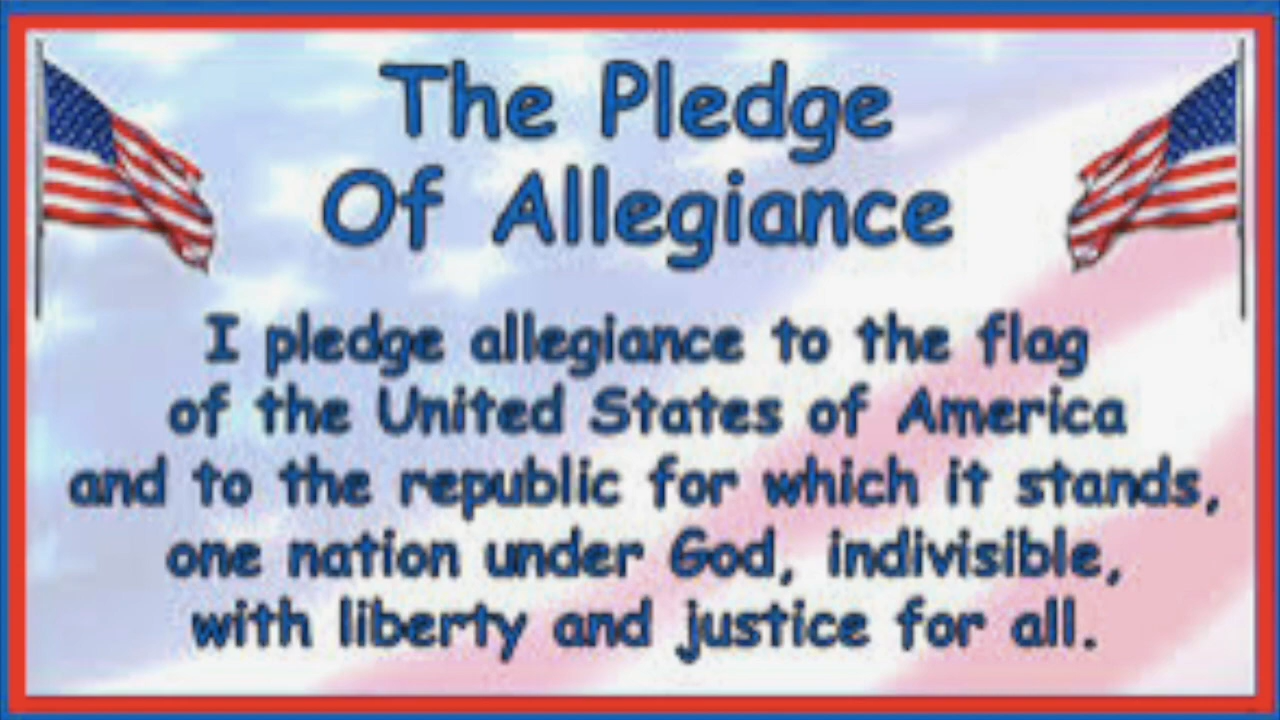 The Pledge
Of Allegiance
I pledge allegiance to the flag
of the United States of America
and to the republic for which it stands,
one nation under God, indivisible,
with liberty and justice for all.